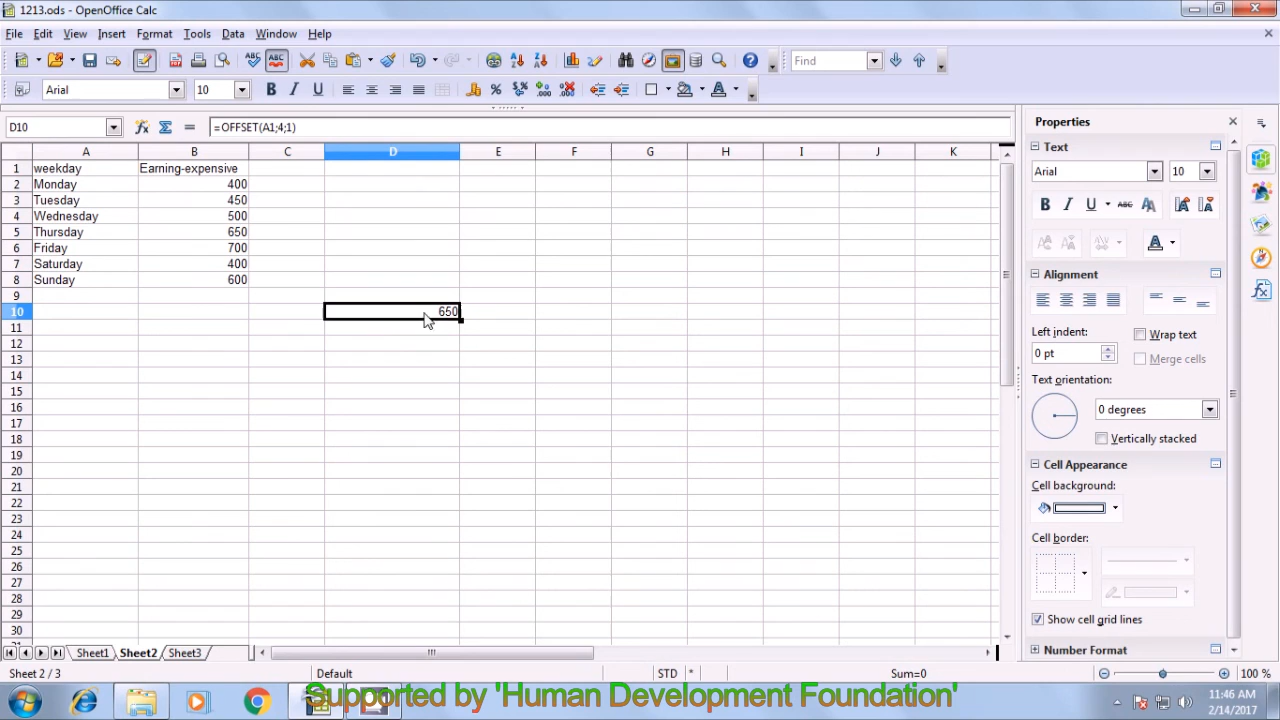 1213.ods - OpenOffice Calc
File Edit View Insert Format Tools Data Window Help
Find
Arial 10
D10 =OFFSET(A1;4;1)
A B C D E F G H I J K
1 weekday Earning-expensive
2 Monday 400
3 Tuesday 450
4 Wednesday 500
5 Thursday 650
6 Friday 700
7 Saturday 400
8 Sunday 600
9
10 650
11
12
13
14
15
16
17
18
19
20
21
22
23
24
25
26
27
28
29
30
Properties
Text
Arial 10
Alignment
Left indent: Wrap text
0 pt Merge cells
Text orientation:
0 degrees
Vertically stacked
Cell Appearance
Cell background:
Cell border:
Show cell grid lines
Number Format
Sheet1 Sheet2 Sheet3
Sheet 2 / 3 Default STD * Sum=0 100 %
Supported by 'Human Development Foundation'
11:46 AM
2/14/2017